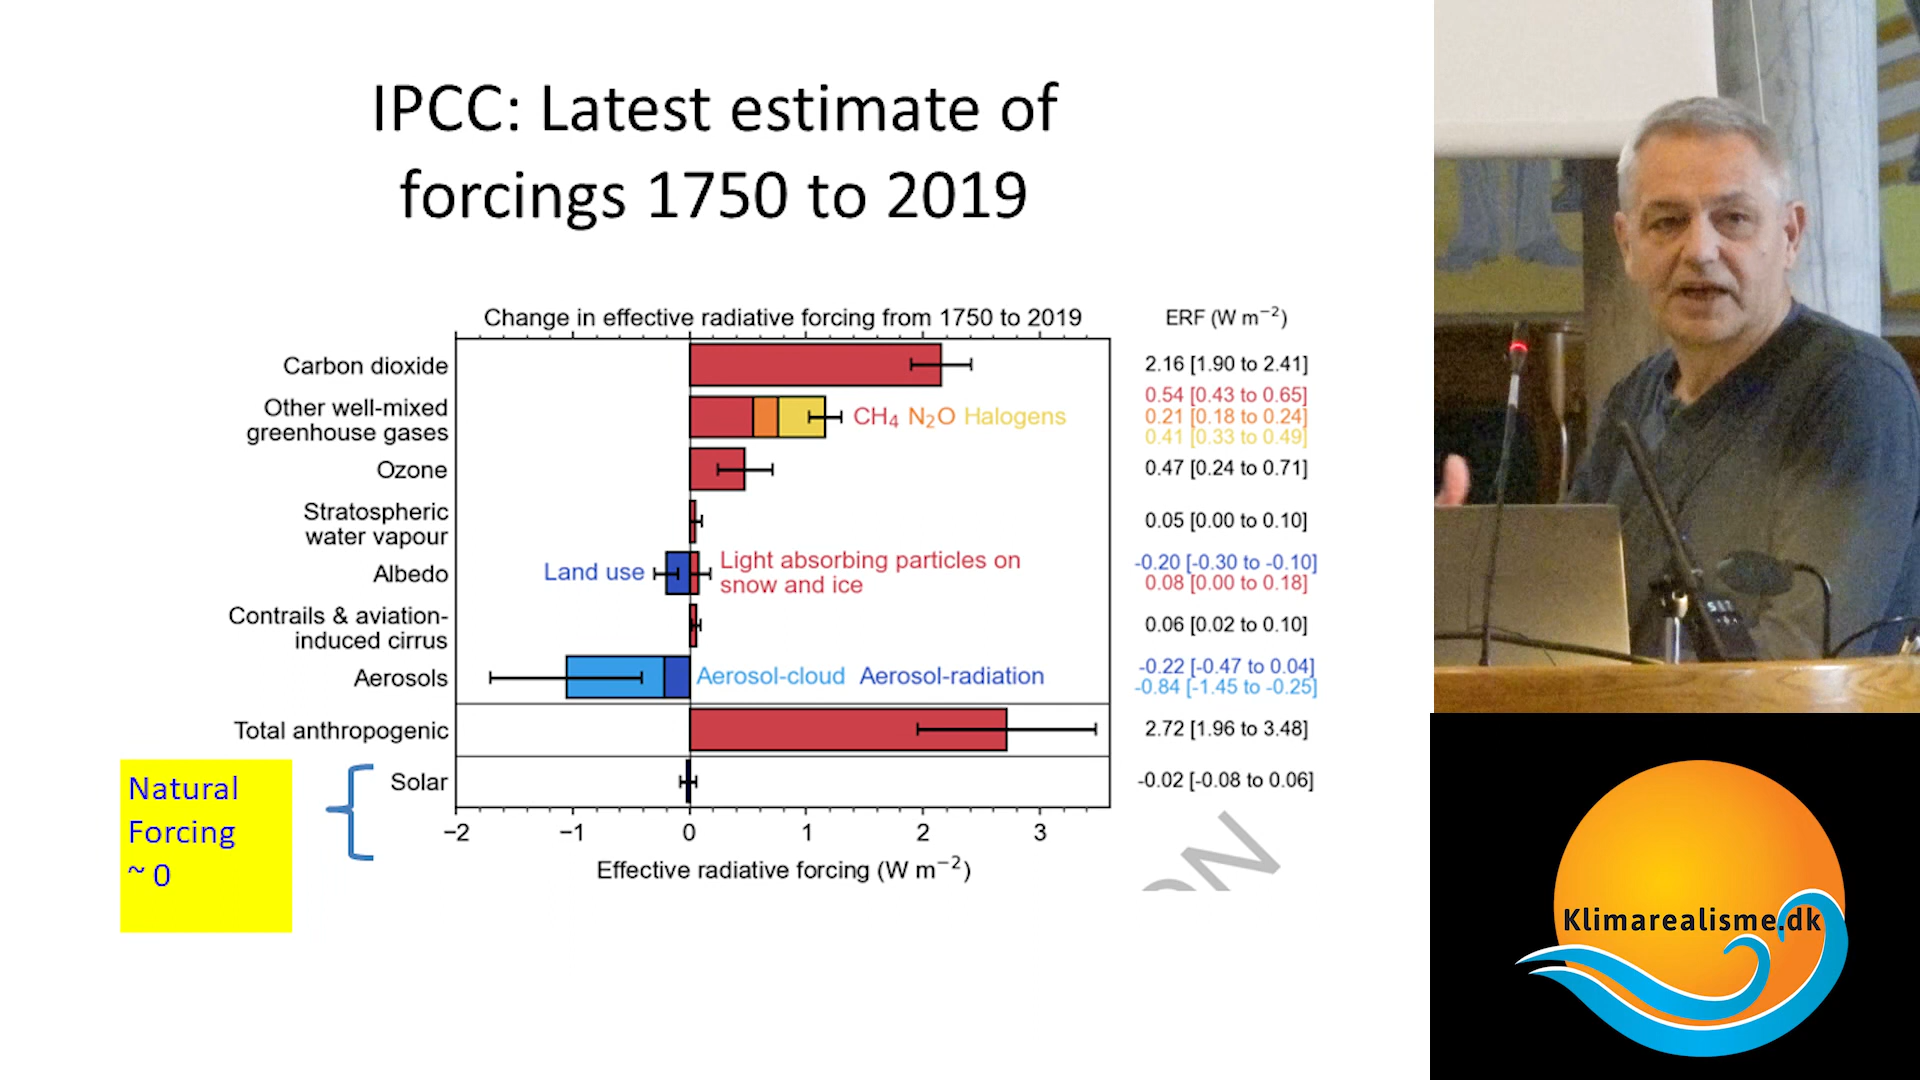 IPCC: Latest estimate of
forcings 1750 to 2019
Change in effective radiative forcing from 1750 to 2019
ERF (W m−2)
Carbon dioxide
2.16 [1.90 to 2.41]
Other well-mixed
greenhouse gases
CH4 N2O Halogens
0.54 [0.43 to 0.65]
0.21 [0.18 to 0.24]
0.41 [0.33 to 0.49]
Ozone
0.47 [0.24 to 0.71]
Stratospheric
water vapour
0.05 [0.00 to 0.10]
Albedo
Land use
Light absorbing particles on
snow and ice
-0.20 [-0.30 to -0.10]
0.08 [0.00 to 0.18]
Contrails & aviation-
induced cirrus
0.06 [0.02 to 0.10]
Aerosols
Aerosol-cloud Aerosol-radiation
-0.22 [-0.47 to 0.04]
-0.84 [-1.45 to -0.25]
Total anthropogenic
2.72 [1.96 to 3.48]
Solar
-0.02 [-0.08 to 0.06]
Natural
Forcing
~ 0
−2 −1 0 1 2 3
Effective radiative forcing (W m−2)
Klimarealisme.dk